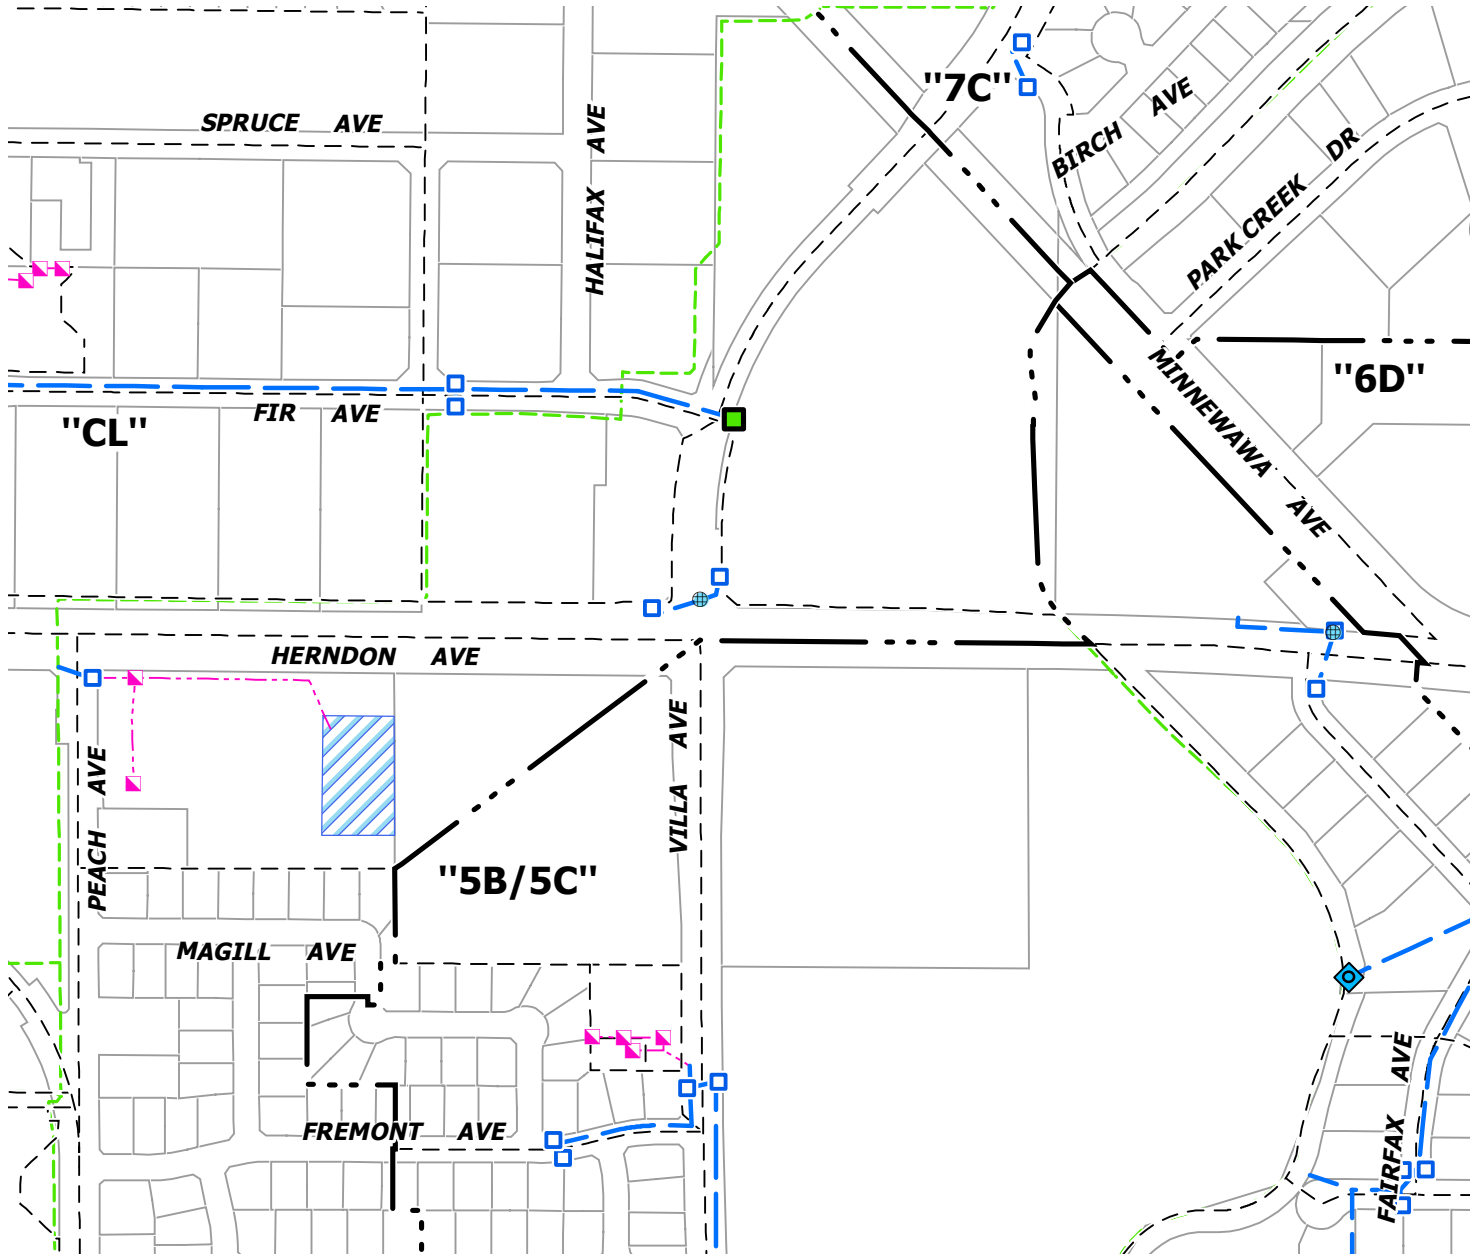 "7C"
SPRUCE AVE
HALIFAX AVE
BIRCH AVE
PARK CREEK DR
"6D"
"CL"
FIR AVE
MINNEWAWA AVE
HERNDON AVE
VILLA AVE
PEACH AVE
"5B/5C"
MAGILL AVE
FREMONT AVE
FAIRFAX AVE